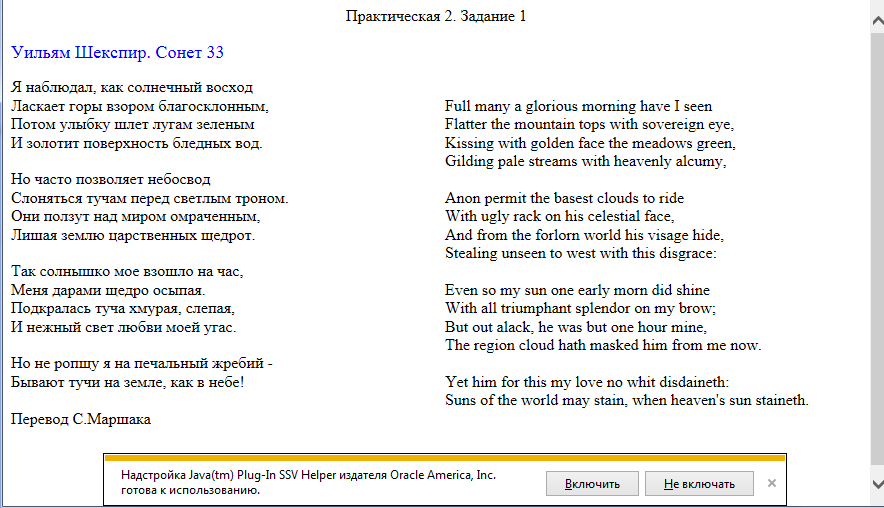 Практическая 2. Задание 1
Уильям Шекспир. Сонет 33
Я наблюдал, как солнечный восход
Ласкает горы взором благосклонным,
Потом улыбку шлет лугам зеленым
И золотит поверхность бледных вод.
Но часто позволяет небосвод
Слоняться тучам перед светлым троном.
Они ползут над миром омраченным,
Лишая землю царственных щедрот.
Так солнышко мое взошло на час,
Меня дарами щедро осыпая.
Подкралась туча хмурая, слепая,
И нежный свет любви моей угас.
Но не ропщу я на печальный жребий -
Бывают тучи на земле, как в небе!
Перевод С.Маршака
Full many a glorious morning have I seen
Flatter the mountain tops with sovereign eye,
Kissing with golden face the meadows green,
Gilding pale streams with heavenly alcumy,
Anon permit the basest clouds to ride
With ugly rack on his celestial face,
And from the forlorn world his visage hide,
Stealing unseen to west with this disgrace:
Even so my sun one early morn did shine
With all triumphant splendor on my brow;
But out alack, he was but one hour mine,
The region cloud hath masked him from me now.
Yet him for this my love no whit disdaineth:
Suns of the world may stain, when heaven's sun staineth.
Надстройка Java(tm) Plug-In SSV Helper издателя Oracle America, Inc.
готова к использованию.
Включить
Не включать